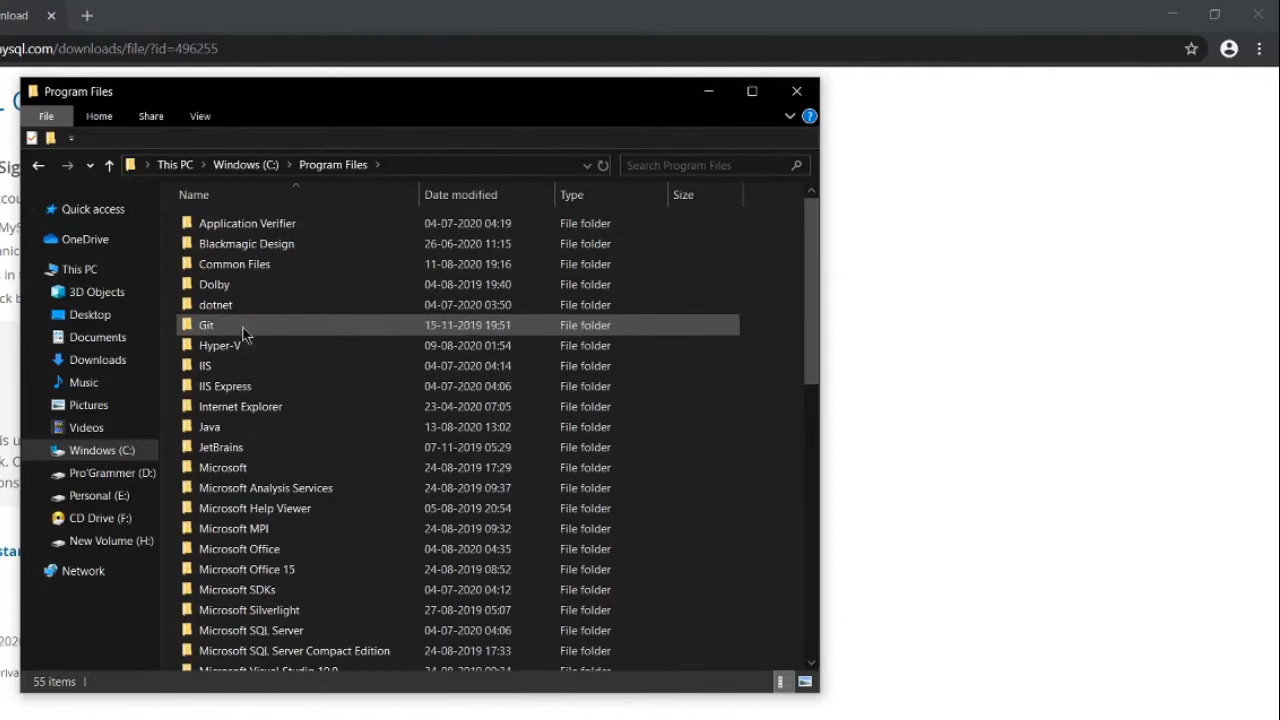 nload
ysql.com/downloads/file/?id=496255
Program Files
File Home Share View
This PC Windows (C:) Program Files Search Program Files
Name Date modified Type Size
Quick access
OneDrive
This PC
3D Objects
Desktop
Documents
Downloads
Music
Pictures
Videos
Windows (C:)
Pro'Grammer (D:)
Personal (E:)
CD Drive (F:)
New Volume (H:)
Network
Application Verifier 04-07-2020 04:19 File folder
Blackmagic Design 26-06-2020 11:15 File folder
Common Files 11-08-2020 19:16 File folder
Dolby 04-08-2019 19:40 File folder
dotnet 04-07-2020 03:50 File folder
Git 15-11-2019 19:51 File folder
Hyper-V 09-08-2020 01:54 File folder
IIS 04-07-2020 04:14 File folder
IIS Express 04-07-2020 04:06 File folder
Internet Explorer 23-04-2020 07:05 File folder
Java 13-08-2020 13:02 File folder
JetBrains 07-11-2019 05:29 File folder
Microsoft 24-08-2019 17:29 File folder
Microsoft Analysis Services 24-08-2019 09:37 File folder
Microsoft Help Viewer 05-08-2019 20:54 File folder
Microsoft MPI 24-08-2019 09:32 File folder
Microsoft Office 04-08-2020 04:35 File folder
Microsoft Office 15 24-08-2019 08:52 File folder
Microsoft SDKs 04-07-2020 04:12 File folder
Microsoft Silverlight 27-08-2019 05:07 File folder
Microsoft SQL Server 04-07-2020 04:06 File folder
Microsoft SQL Server Compact Edition 24-08-2019 17:33 File folder
55 items